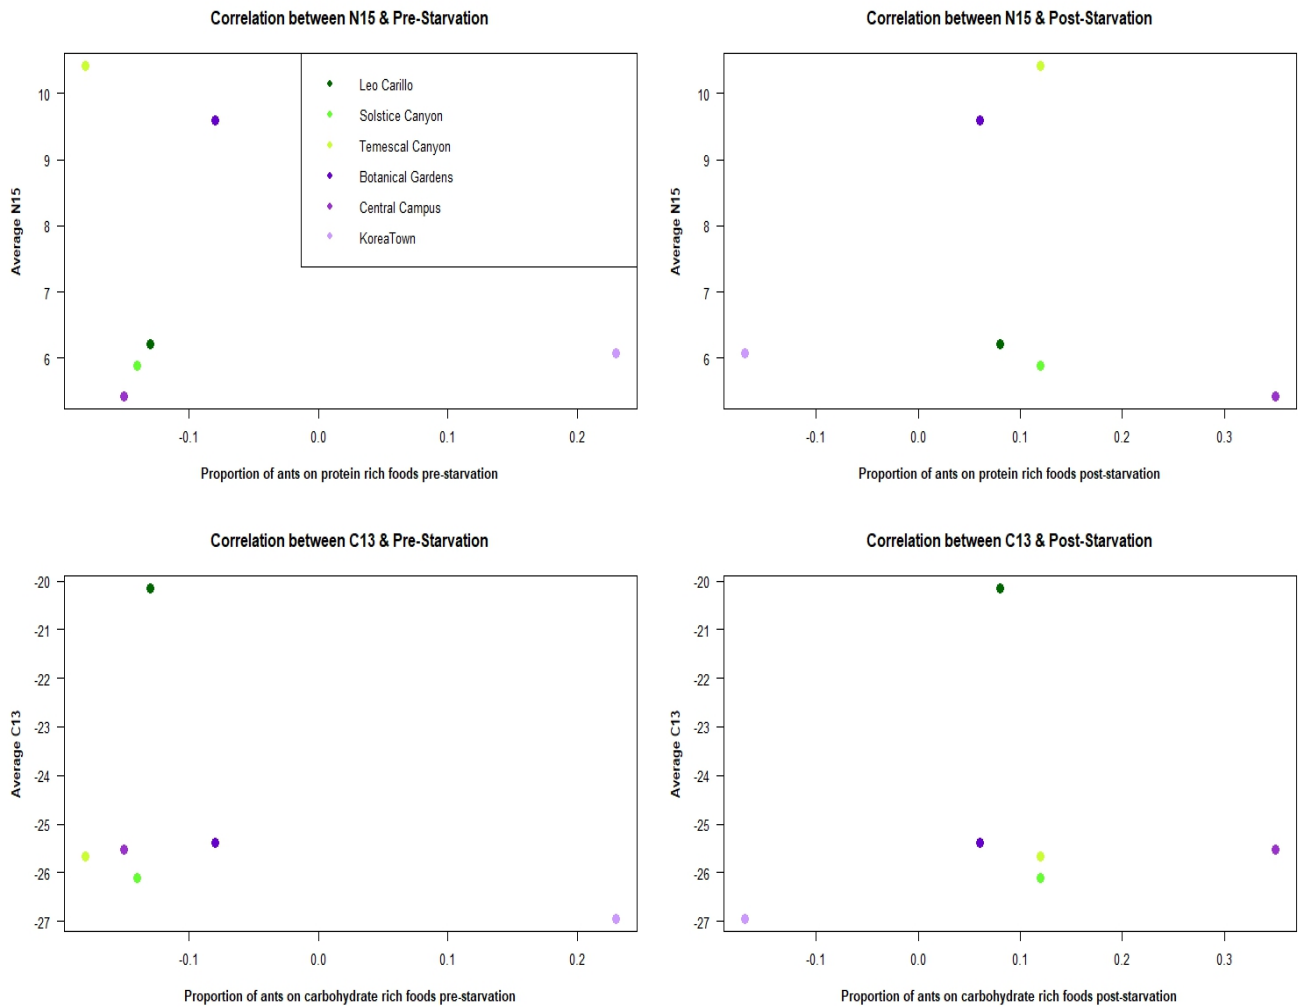 Correlation between N15 & Pre-Starvation
Average N15
10
9
8
7
6
-0.1 0.0 0.1 0.2
Proportion of ants on protein rich foods pre-starvation
Leo Carillo
Solstice Canyon
Temescal Canyon
Botanical Gardens
Central Campus
KoreaTown
Correlation between N15 & Post-Starvation
Average N15
10
9
8
7
6
-0.1 0.0 0.1 0.2 0.3
Proportion of ants on protein rich foods post-starvation
Correlation between C13 & Pre-Starvation
Average C13
-20
-21
-22
-23
-24
-25
-26
-27
-0.1 0.0 0.1 0.2
Proportion of ants on carbohydrate rich foods pre-starvation
Correlation between C13 & Post-Starvation
Average C13
-20
-21
-22
-23
-24
-25
-26
-27
-0.1 0.0 0.1 0.2 0.3
Proportion of ants on carbohydrate rich foods post-starvation